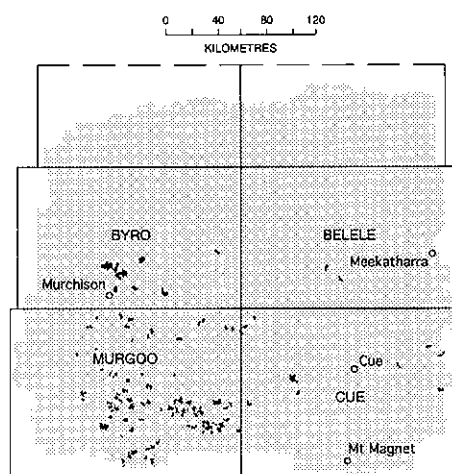 0 40 80 120
KILOMETRES
BYRO BELELE
Meekatharra
Murchison
MURGOO
Cue
CUE
Mt Magnet